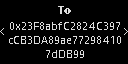 To
< 0x23F8abfC2824C397 >
cCB3DA89ae77298410
7dDB99